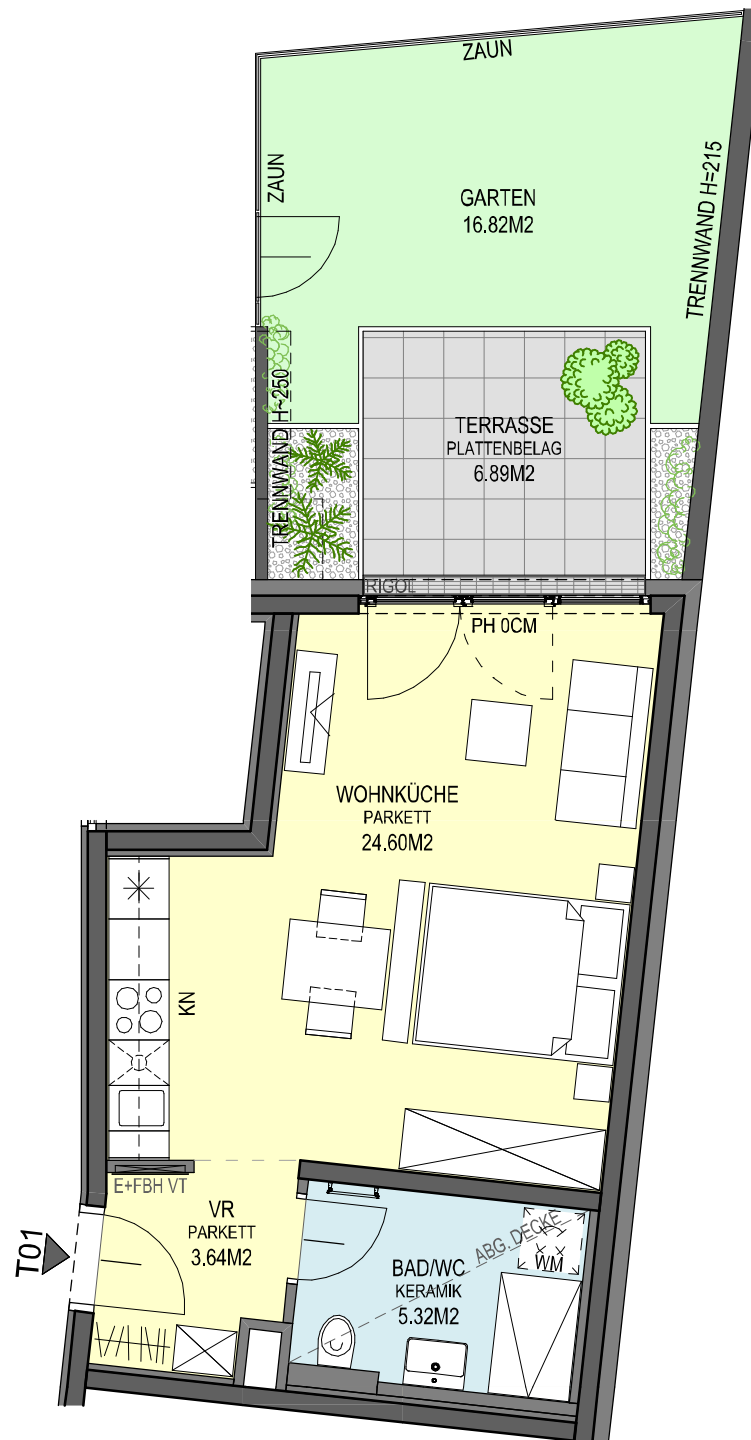 ZAUN
ZAUN
GARTEN
16.82M2
TRENNWAND H=215
TRENNWAND H~250
TERRASSE
PLATTENBELAG
6.89M2
RIGOL
PH 0CM
WOHNKÜCHE
PARKETT
24.60M2
KN
E+FBH VT
VR
PARKETT
3.64M2
T01
ABG. DECKE
WM
BAD/WC
KERAMIK
5.32M2